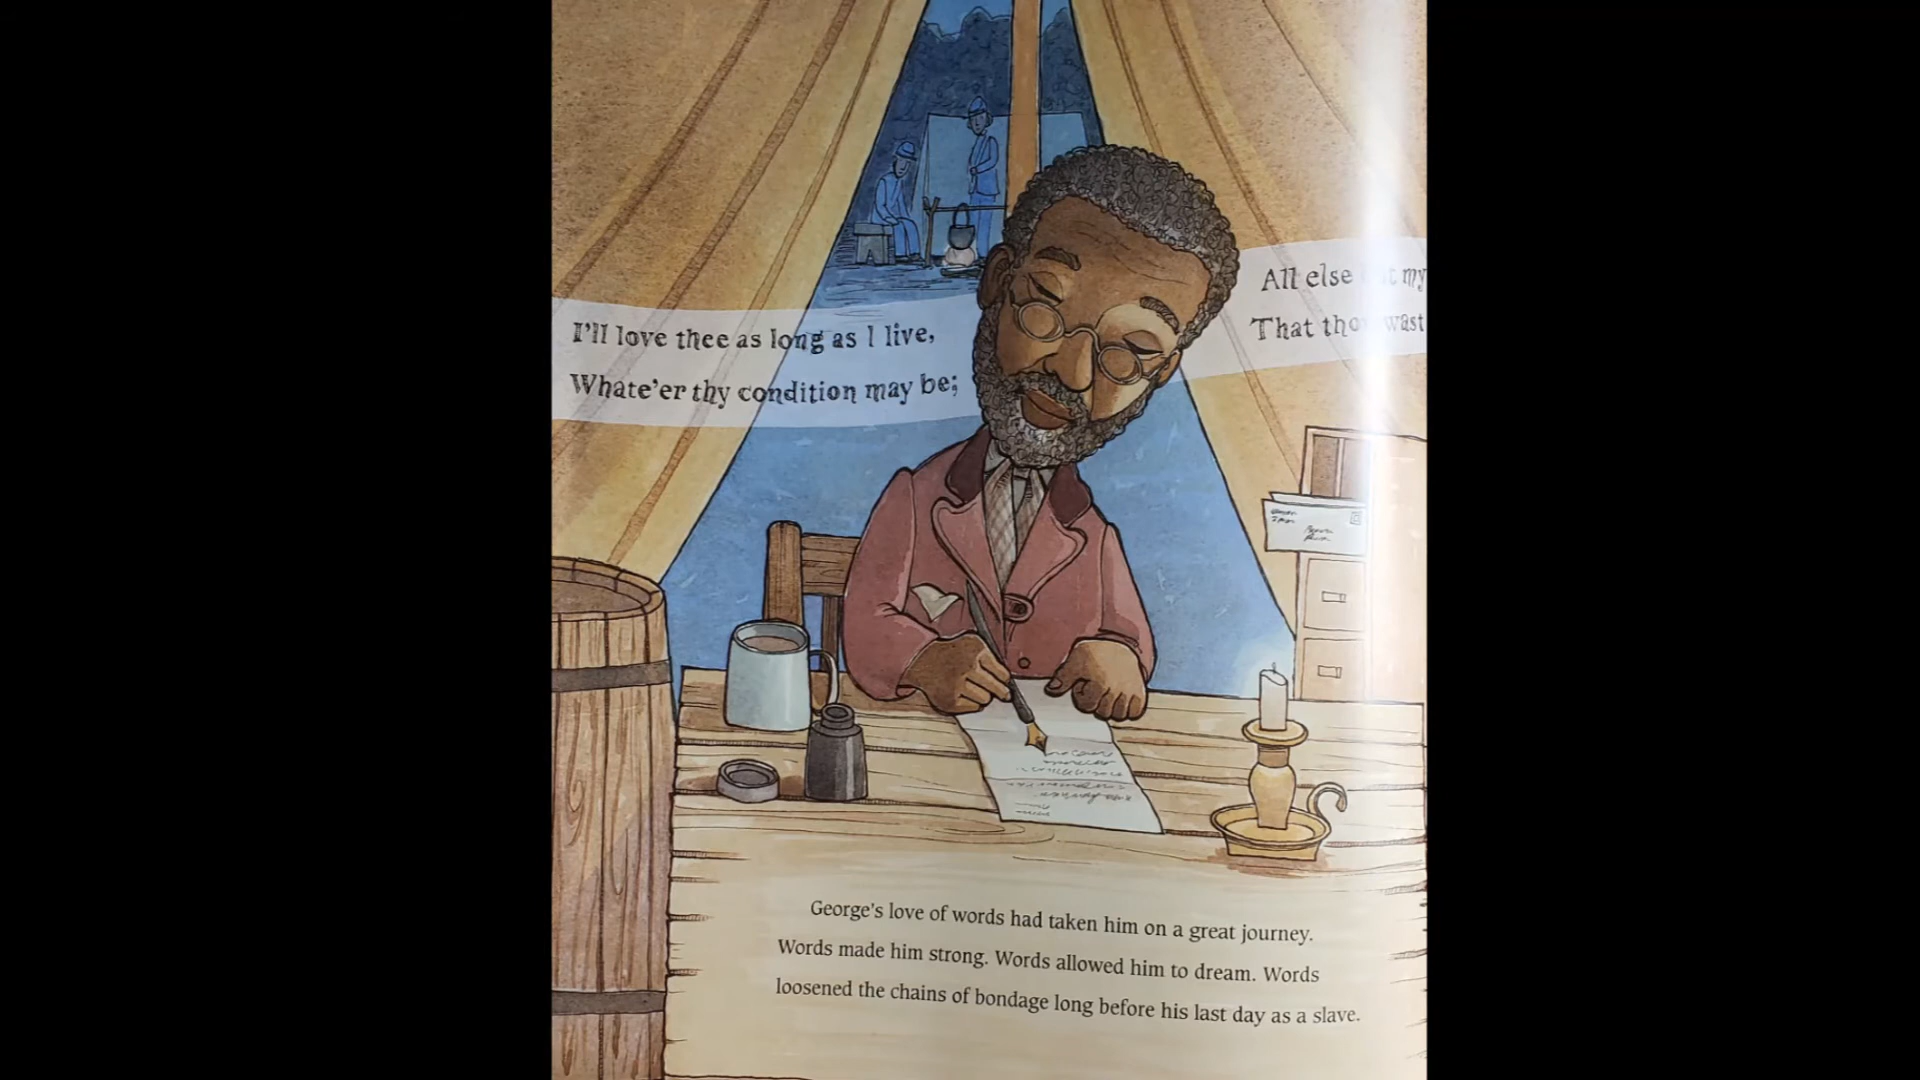 I'll love thee as long as I live,
Whate'er thy condition may be;
All else my
That wast
George's love of words had taken him on a great journey.
Words made him strong. Words allowed him to dream. Words
loosened the chains of bondage long before his last day as a slave.